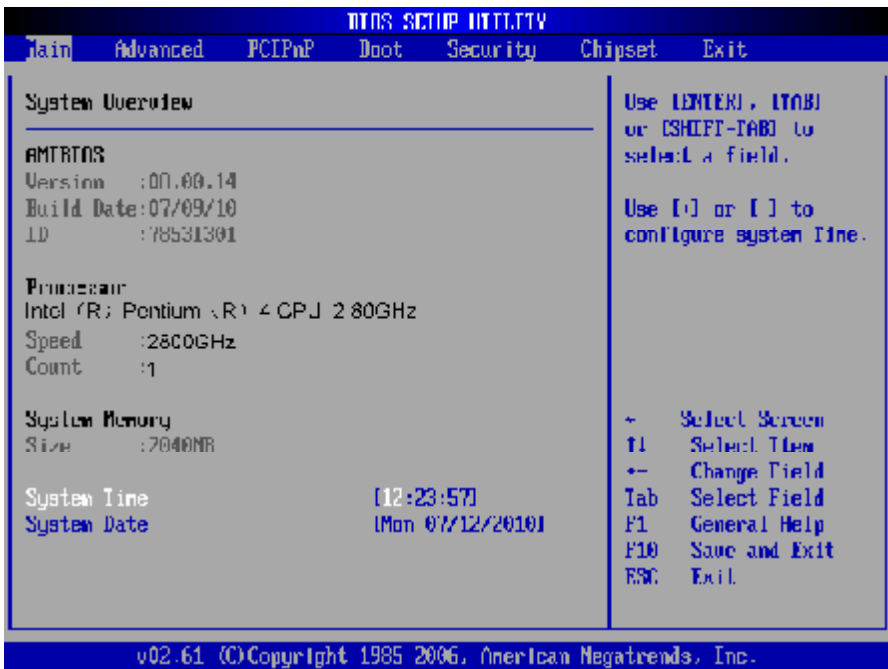 BIOS SETUP UTILITY
Main Advanced PCIPnP Boot Security Chipset Exit
System Overview
AMIBIOS
Version :08.00.14
Build Date:07/09/10
ID :78531301
Processor
Intel (R) Pentium (R) 4 CPU 2.80GHz
Speed :2800GHz
Count :1
System Memory
Size :2040MB
System Time [12:23:57]
System Date [Mon 07/12/2010]
Use [ENTER], [TAB]
or [SHIFT-TAB] to
select a field.
Use [+] or [-] to
configure system Time.
← Select Screen
↑↓ Select Item
+- Change Field
Tab Select Field
F1 General Help
F10 Save and Exit
ESC Exit
v02.61 (C)Copyright 1985-2006, American Megatrends, Inc.